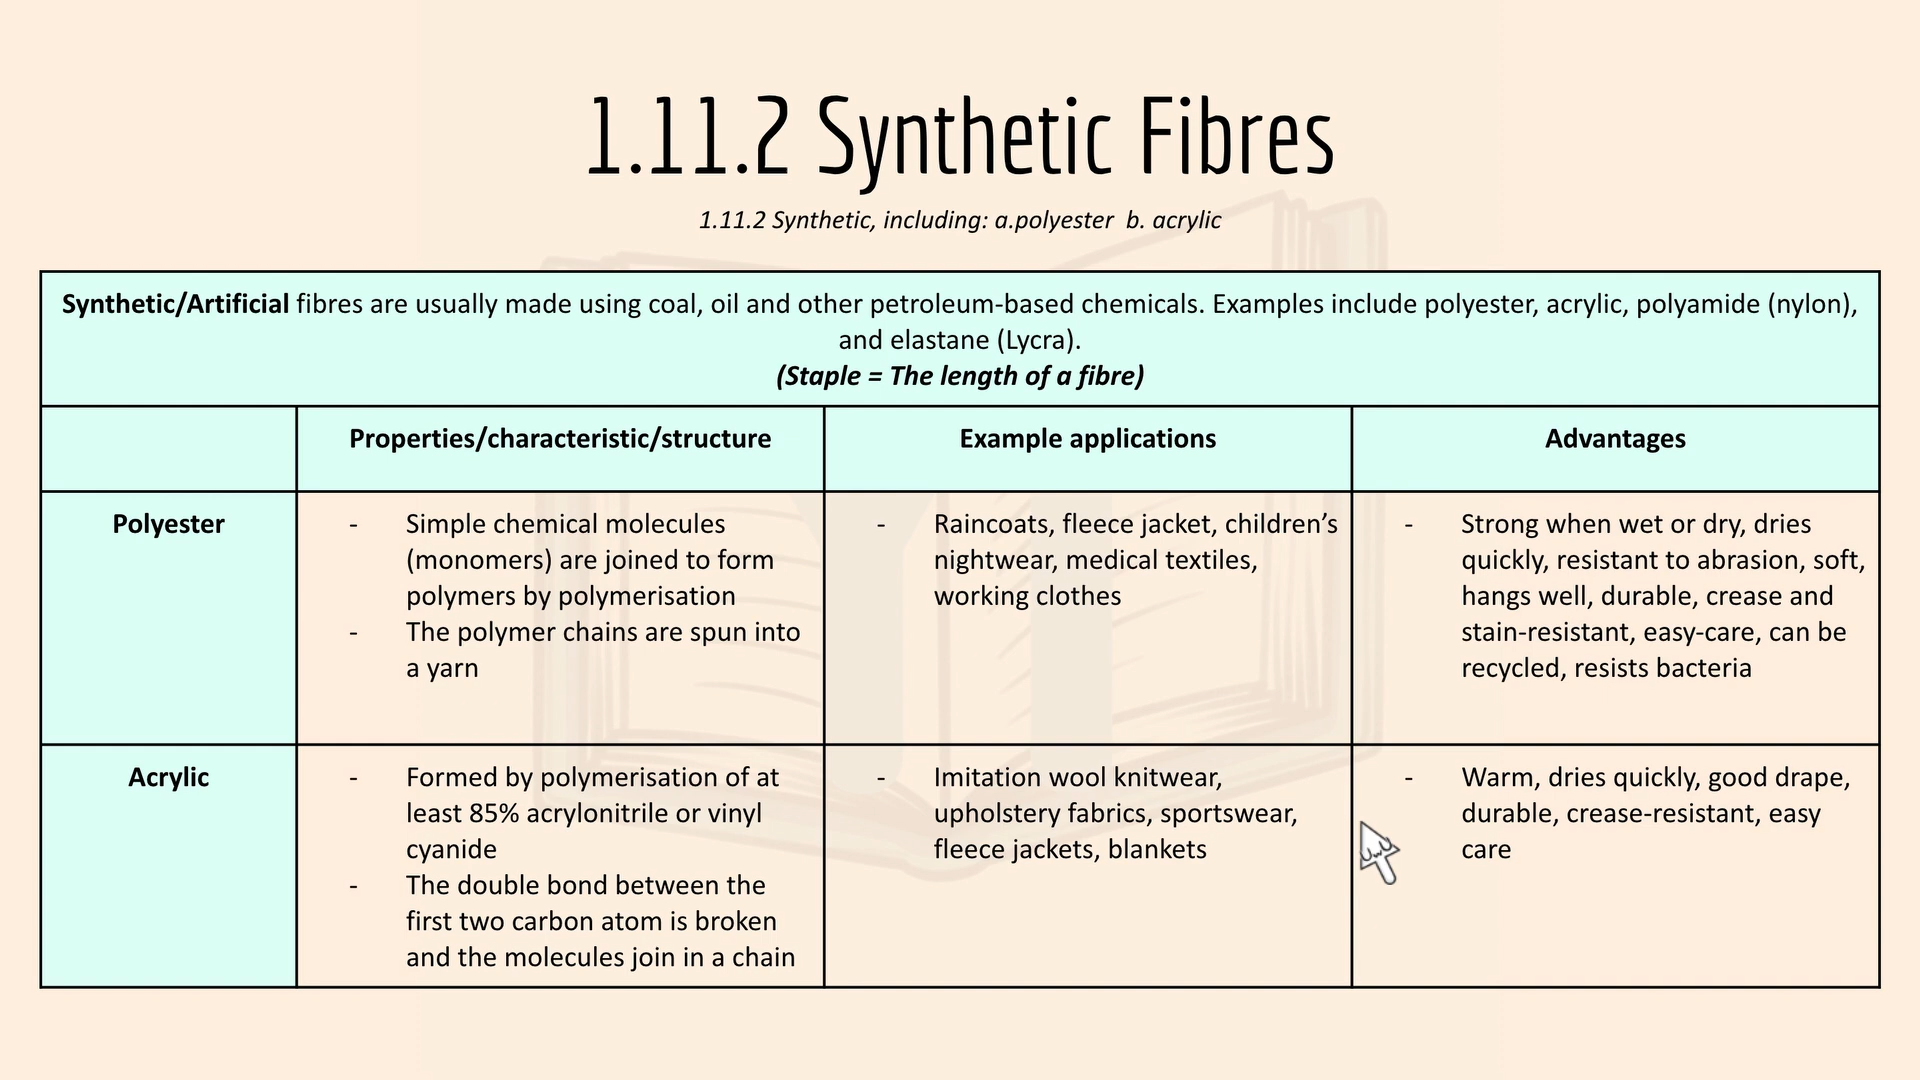 1.11.2 Synthetic Fibres
1.11.2 Synthetic, including: a.polyester  b. acrylic
Synthetic/Artificial fibres are usually made using coal, oil and other petroleum-based chemicals. Examples include polyester, acrylic, polyamide (nylon),
and elastane (Lycra).
(Staple = The length of a fibre)
Properties/characteristic/structure
Example applications
Advantages
Polyester
- Simple chemical molecules
(monomers) are joined to form
polymers by polymerisation
- The polymer chains are spun into
a yarn
- Raincoats, fleece jacket, children’s
nightwear, medical textiles,
working clothes
- Strong when wet or dry, dries
quickly, resistant to abrasion, soft,
hangs well, durable, crease and
stain-resistant, easy-care, can be
recycled, resists bacteria
Acrylic
- Formed by polymerisation of at
least 85% acrylonitrile or vinyl
cyanide
- The double bond between the
first two carbon atom is broken
and the molecules join in a chain
- Imitation wool knitwear,
upholstery fabrics, sportswear,
fleece jackets, blankets
- Warm, dries quickly, good drape,
durable, crease-resistant, easy
care